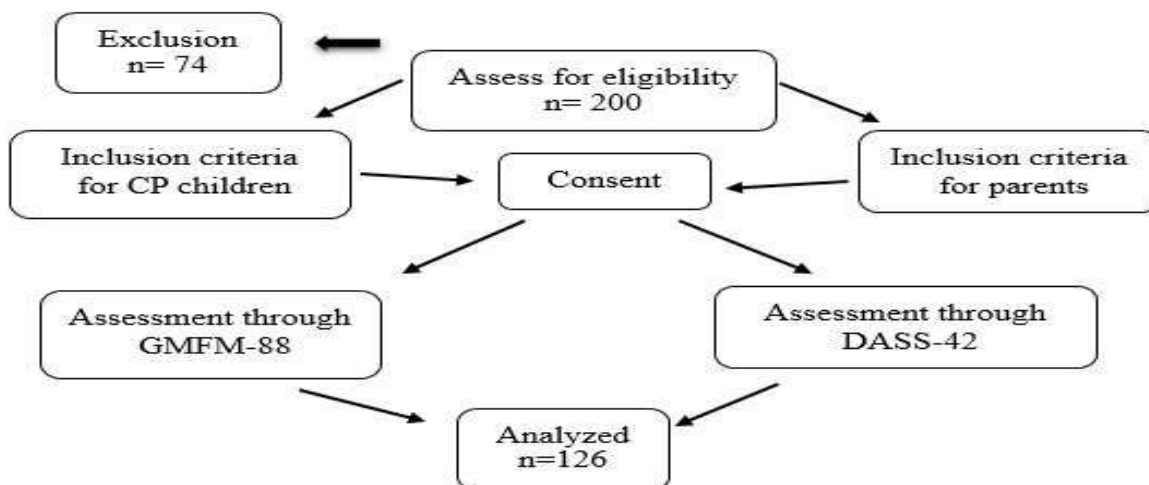 Exclusion
n= 74
Assess for eligibility
n= 200
Inclusion criteria
for CP children
Consent
Inclusion criteria
for parents
Assessment through
GMFM-88
Assessment through
DASS-42
Analyzed
n=126